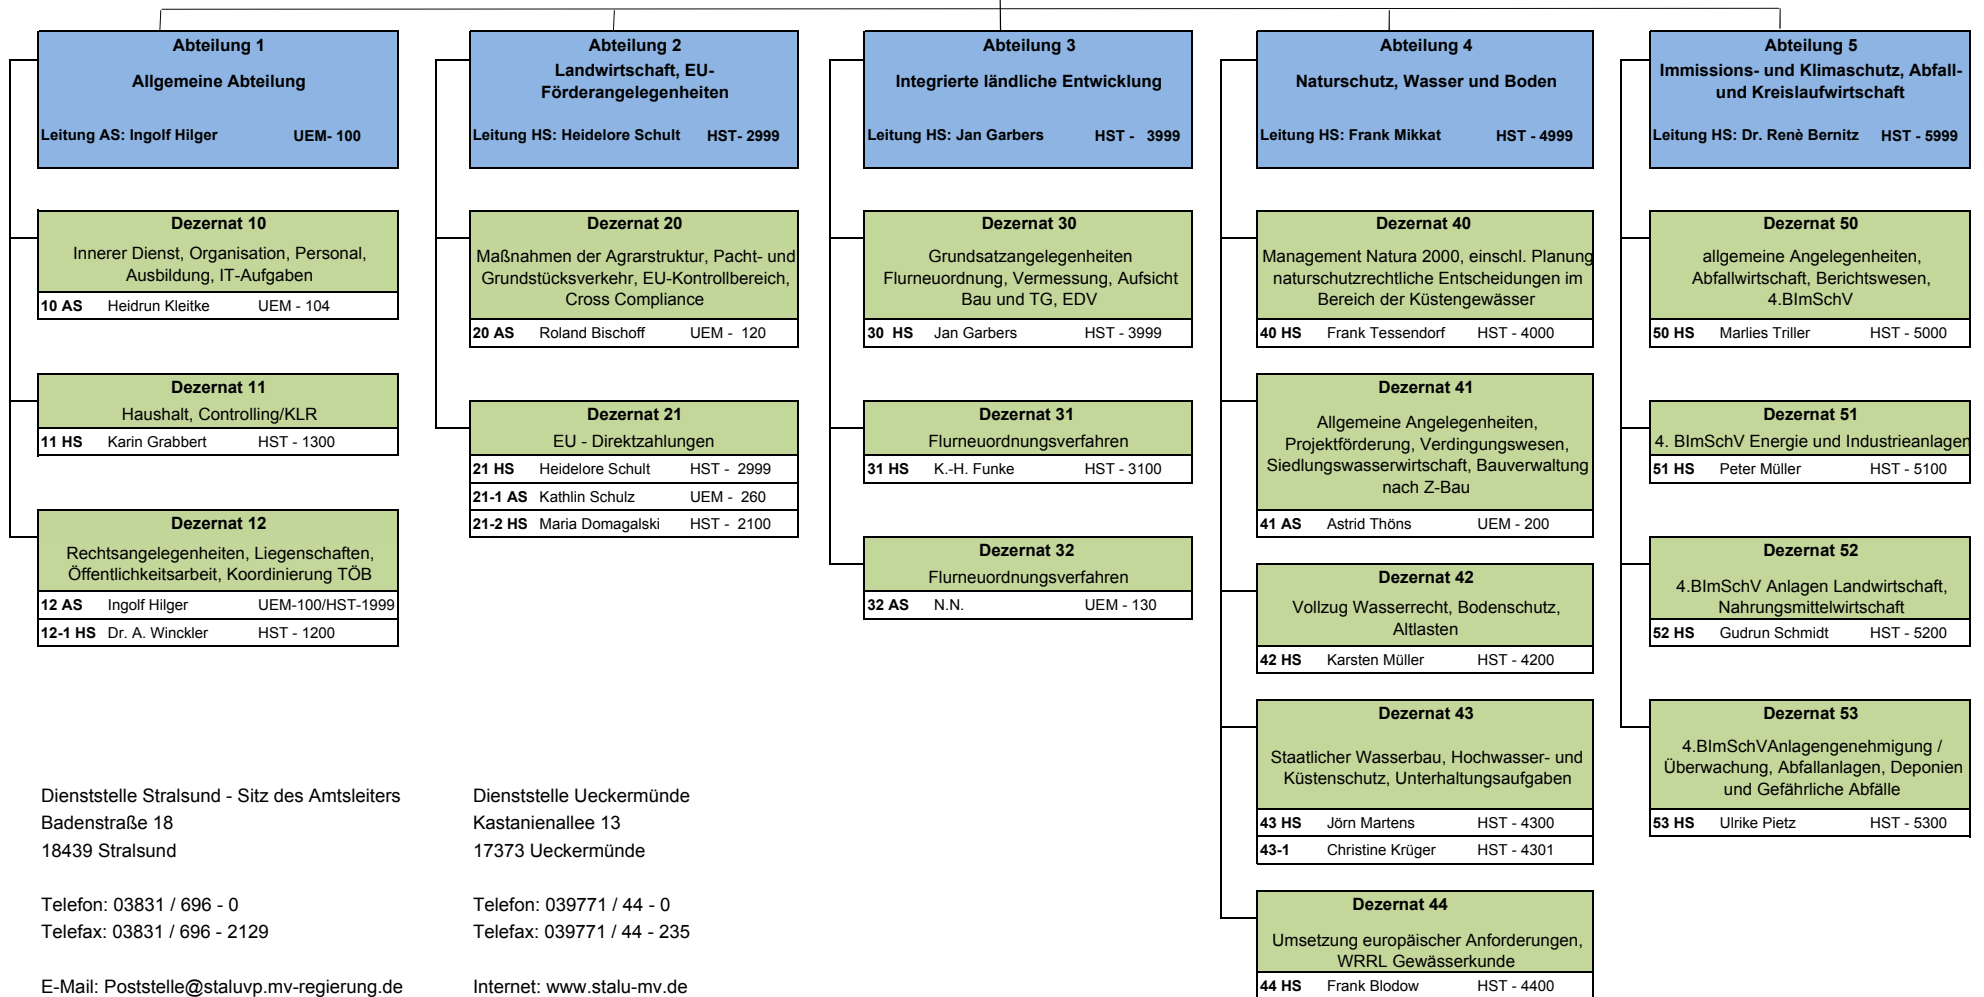 Abteilung 1
Allgemeine Abteilung
Leitung AS: Ingolf Hilger UEM- 100
Dezernat 10
Innerer Dienst, Organisation, Personal,
Ausbildung, IT-Aufgaben
10 AS Heidrun Kleitke UEM - 104
Dezernat 11
Haushalt, Controlling/KLR
11 HS Karin Grabbert HST - 1300
Dezernat 12
Rechtsangelegenheiten, Liegenschaften,
Öffentlichkeitsarbeit, Koordinierung TÖB
12 AS Ingolf Hilger UEM-100/HST-1999
12-1 HS Dr. A. Winckler HST - 1200
Abteilung 2
Landwirtschaft, EU-
Förderangelegenheiten
Leitung HS: Heidelore Schult HST- 2999
Dezernat 20
Maßnahmen der Agrarstruktur, Pacht- und
Grundstücksverkehr, EU-Kontrollbereich,
Cross Compliance
20 AS Roland Bischoff UEM - 120
Dezernat 21
EU - Direktzahlungen
21 HS Heidelore Schult HST - 2999
21-1 AS Kathlin Schulz UEM - 260
21-2 HS Maria Domagalski HST - 2100
Abteilung 3
Integrierte ländliche Entwicklung
Leitung HS: Jan Garbers HST - 3999
Dezernat 30
Grundsatzangelegenheiten
Flurneuordnung, Vermessung, Aufsicht
Bau und TG, EDV
30 HS Jan Garbers HST - 3999
Dezernat 31
Flurneuordnungsverfahren
31 HS K.-H. Funke HST - 3100
Dezernat 32
Flurneuordnungsverfahren
32 AS N.N. UEM - 130
Abteilung 4
Naturschutz, Wasser und Boden
Leitung HS: Frank Mikkat HST - 4999
Dezernat 40
Management Natura 2000, einschl. Planung
naturschutzrechtliche Entscheidungen im
Bereich der Küstengewässer
40 HS Frank Tessendorf HST - 4000
Dezernat 41
Allgemeine Angelegenheiten,
Projektförderung, Verdingungswesen,
Siedlungswasserwirtschaft, Bauverwaltung
nach Z-Bau
41 AS Astrid Thöns UEM - 200
Dezernat 42
Vollzug Wasserrecht, Bodenschutz,
Altlasten
42 HS Karsten Müller HST - 4200
Dezernat 43
Staatlicher Wasserbau, Hochwasser- und
Küstenschutz, Unterhaltungsaufgaben
43 HS Jörn Martens HST - 4300
43-1 Christine Krüger HST - 4301
Dezernat 44
Umsetzung europäischer Anforderungen,
WRRL Gewässerkunde
44 HS Frank Blodow HST - 4400
Abteilung 5
Immissions- und Klimaschutz, Abfall-
und Kreislaufwirtschaft
Leitung HS: Dr. Renè Bernitz HST - 5999
Dezernat 50
allgemeine Angelegenheiten,
Abfallwirtschaft, Berichtswesen,
4.BImSchV
50 HS Marlies Triller HST - 5000
Dezernat 51
4. BImSchV Energie und Industrieanlagen
51 HS Peter Müller HST - 5100
Dezernat 52
4.BImSchV Anlagen Landwirtschaft,
Nahrungsmittelwirtschaft
52 HS Gudrun Schmidt HST - 5200
Dezernat 53
4.BImSchVAnlagengenehmigung /
Überwachung, Abfallanlagen, Deponien
und Gefährliche Abfälle
53 HS Ulrike Pietz HST - 5300
Dienststelle Stralsund - Sitz des Amtsleiters
Badenstraße 18
18439 Stralsund
Telefon: 03831 / 696 - 0
Telefax: 03831 / 696 - 2129
E-Mail: Poststelle@staluvp.mv-regierung.de
Dienststelle Ueckermünde
Kastanienallee 13
17373 Ueckermünde
Telefon: 039771 / 44 - 0
Telefax: 039771 / 44 - 235
Internet: www.stalu-mv.de